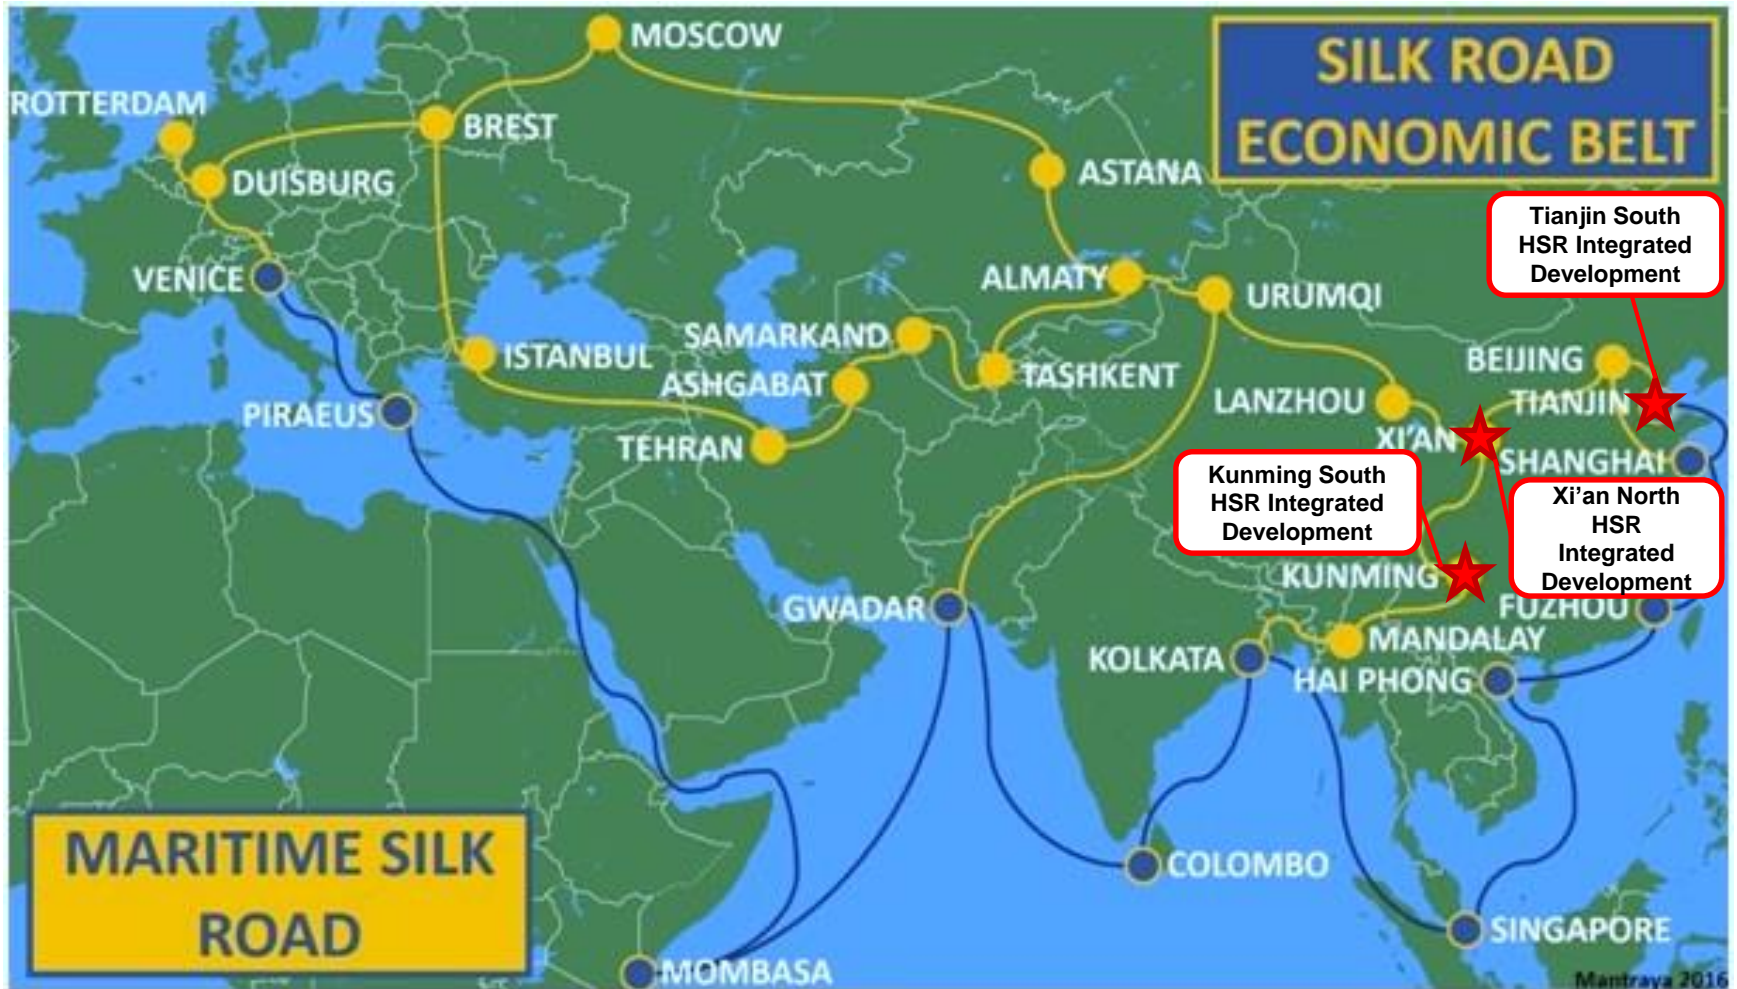 MOSCOW
SILK ROAD
ECONOMIC BELT
ROTTERDAM
BREST
DUISBURG
ASTANA
Tianjin South
HSR Integrated
Development
VENICE
ALMATY
URUMQI
SAMARKAND
ISTANBUL
BEIJING
ASHGABAT
TASHKENT
LANZHOU
TIANJIN
PIRAEUS
TEHRAN
XI'AN
SHANGHAI
Kunming South
HSR Integrated
Development
Xi’an North
HSR
Integrated
Development
KUNMING
GWADAR
FUZHOU
KOLKATA
MANDALAY
HAI PHONG
MARITIME SILK
ROAD
COLOMBO
SINGAPORE
MOMBASA
Mantraya 2016